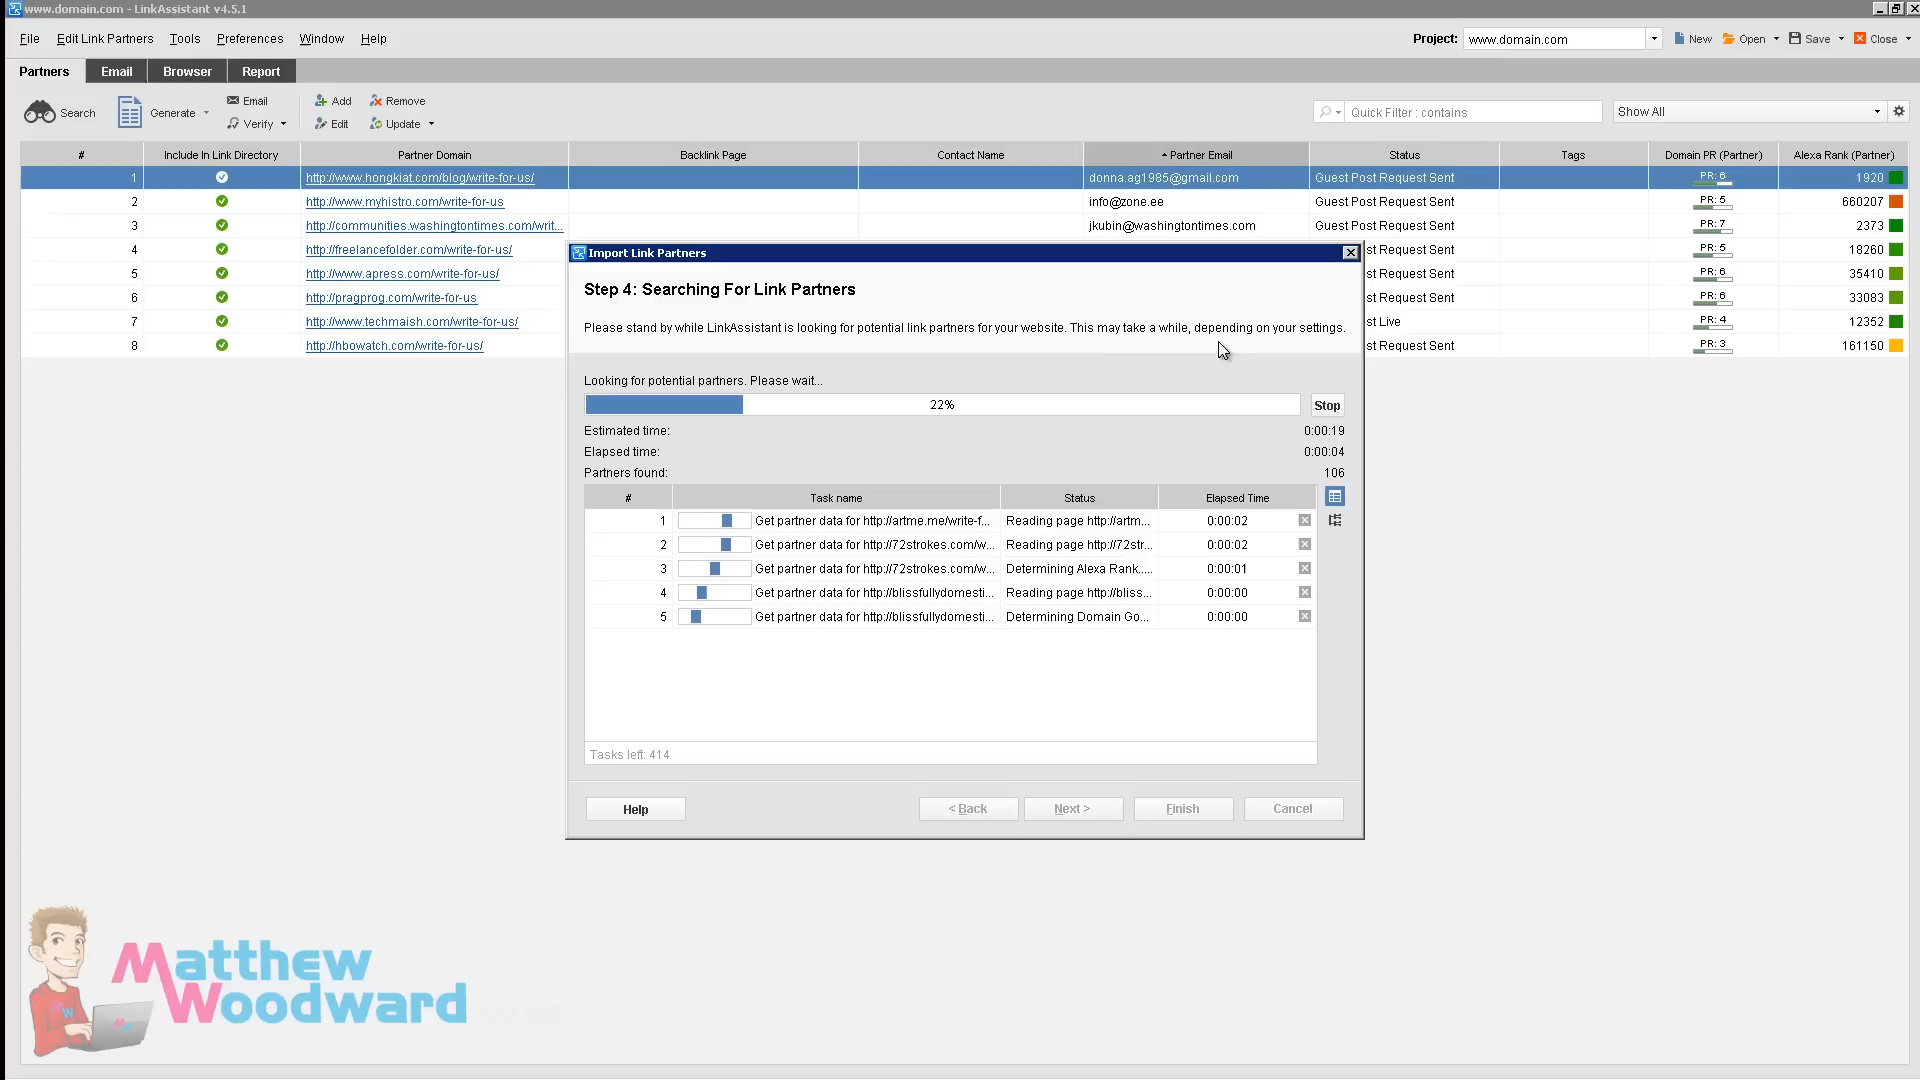 www.domain.com - LinkAssistant v4.5.1
File Edit Link Partners Tools Preferences Window Help Project: www.domain.com New Open Save Close
Partners Email Browser Report
Search Generate Email Verify Add Edit Remove Update Quick Filter : contains Show All
# Include In Link Directory Partner Domain Backlink Page Contact Name Partner Email Status Tags Domain PR (Partner) Alexa Rank (Partner)
1 http://www.hongkiat.com/blog/write-for-us/ donna.ag1985@gmail.com Guest Post Request Sent PR: 6 1920
2 http://www.myhistro.com/write-for-us info@zone.ee Guest Post Request Sent PR: 5 660207
3 http://communities.washingtontimes.com/writ... jkubin@washingtontimes.com Guest Post Request Sent PR: 7 2373
4 http://freelancefolder.com/write-for-us/ st Request Sent PR: 5 18260
5 http://www.apress.com/write-for-us/ st Request Sent PR: 6 35410
6 http://pragprog.com/write-for-us st Request Sent PR: 6 33083
7 http://www.techmaish.com/write-for-us/ st Live PR: 4 12352
8 http://hbowatch.com/write-for-us/ st Request Sent PR: 3 161150
Import Link Partners
Step 4: Searching For Link Partners
Please stand by while LinkAssistant is looking for potential link partners for your website. This may take a while, depending on your settings.
Looking for potential partners. Please wait...
22% Stop
Estimated time: 0:00:19
Elapsed time: 0:00:04
Partners found: 106
# Task name Status Elapsed Time
1 Get partner data for http://artme.me/write-f... Reading page http://artm... 0:00:02
2 Get partner data for http://72strokes.com/w... Reading page http://72str... 0:00:02
3 Get partner data for http://72strokes.com/w... Determining Alexa Rank.... 0:00:01
4 Get partner data for http://blissfullydomesti... Reading page http://bliss... 0:00:00
5 Get partner data for http://blissfullydomesti... Determining Domain Go... 0:00:00
Tasks left: 414
Help < Back Next > Finish Cancel
Matthew
Woodward.co.uk